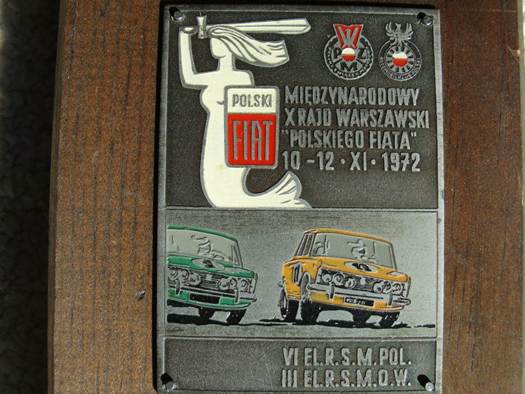 POLSKI
FIAT
MIĘDZYNARODOWY
X RAJD WARSZAWSKI
"POLSKIEGO FIATA"
10-12·XI·1972
VI EL.R.S.M.POL.
III EL.R.S.M.O.W.